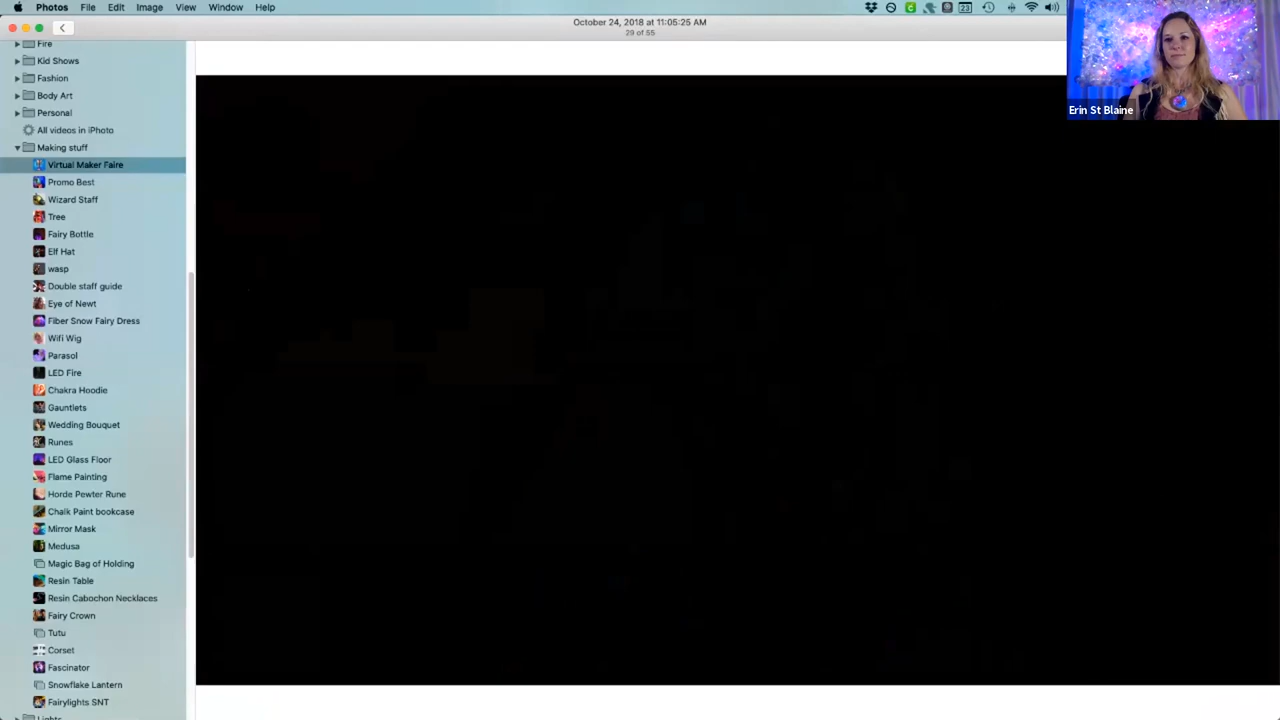 Photos File Edit Image View Window Help
October 24, 2018 at 11:05:25 AM
29 of 55
Fire
Kid Shows
Fashion
Body Art
Personal
All videos in iPhoto
Making stuff
Virtual Maker Faire
Promo Best
Wizard Staff
Tree
Fairy Bottle
Elf Hat
wasp
Double staff guide
Eye of Newt
Fiber Snow Fairy Dress
Wifi Wig
Parasol
LED Fire
Chakra Hoodie
Gauntlets
Wedding Bouquet
Runes
LED Glass Floor
Flame Painting
Horde Pewter Rune
Chalk Paint bookcase
Mirror Mask
Medusa
Magic Bag of Holding
Resin Table
Resin Cabochon Necklaces
Fairy Crown
Tutu
Corset
Fascinator
Snowflake Lantern
Fairylights SNT
Lights
Erin St Blaine